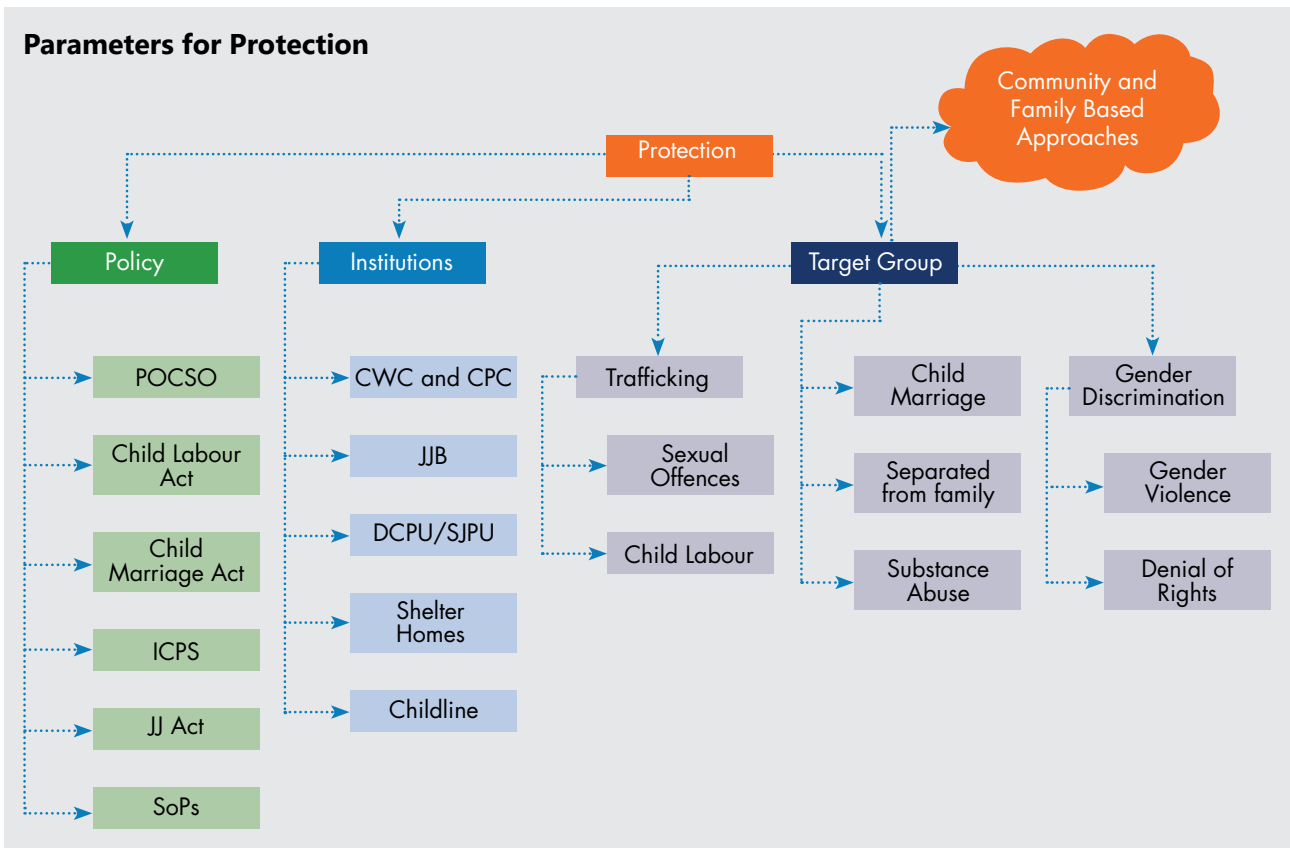 Parameters for Protection
Community and
Family Based
Approaches
Protection
Policy
Institutions
Target Group
POCSO
Child Labour
Act
Child
Marriage Act
ICPS
JJ Act
SoPs
CWC and CPC
JJB
DCPU/SJPU
Shelter
Homes
Childline
Trafficking
Sexual
Offences
Child Labour
Child
Marriage
Separated
from family
Substance
Abuse
Gender
Discrimination
Gender
Violence
Denial of
Rights